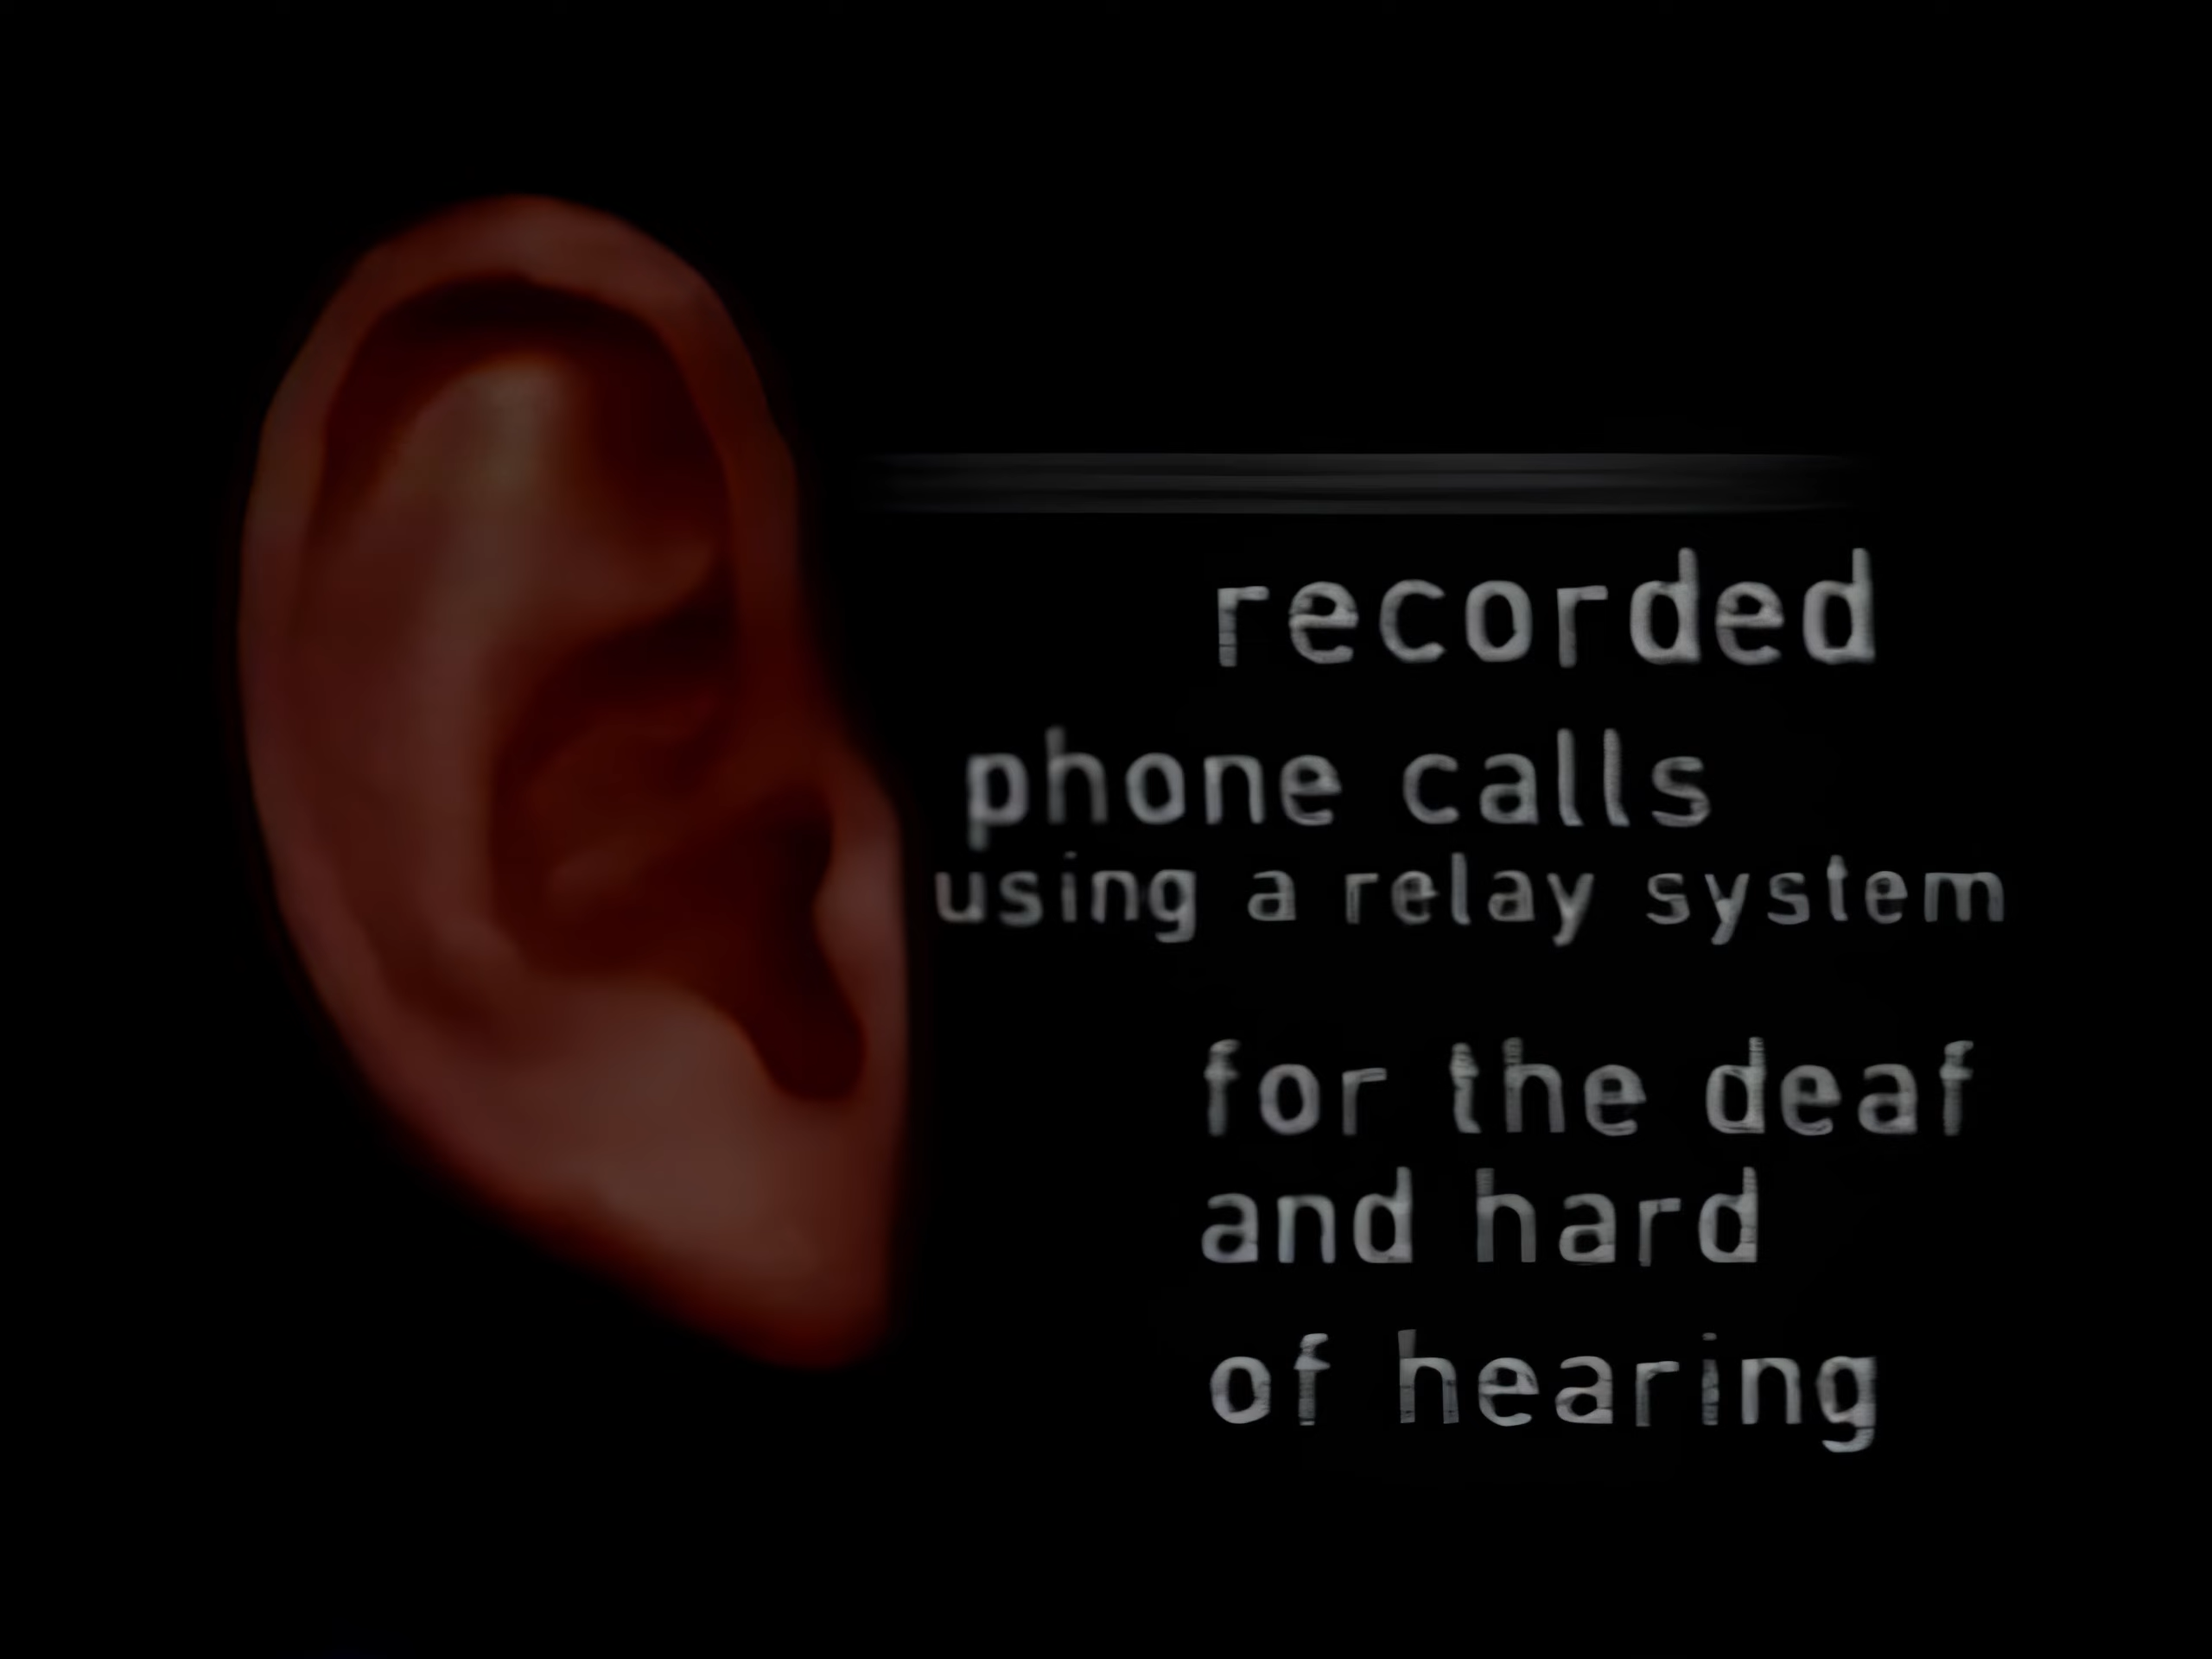 recorded
phone calls
using a relay system
for the deaf
and hard
of hearing